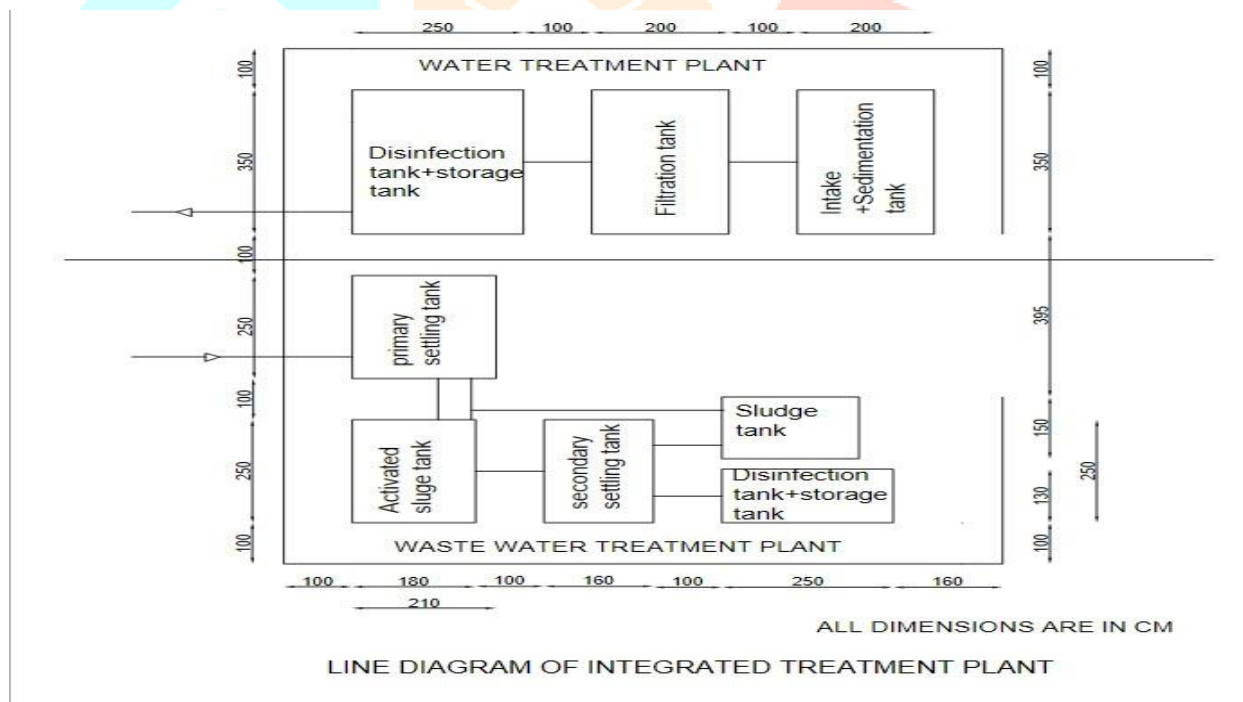 250
100
200
100
200
WATER TREATMENT PLANT
100
350
100
250
100
250
100
Disinfection
tank+storage
tank
Filtration tank
Intake
+Sedimentation
tank
100
350
395
150
130
100
250
primary
settling tank
Activated
sluge tank
secondary
settling tank
Sludge
tank
Disinfection
tank+storage
tank
WASTE WATER TREATMENT PLANT
100
180
100
160
100
250
160
210
ALL DIMENSIONS ARE IN CM
LINE DIAGRAM OF INTEGRATED TREATMENT PLANT